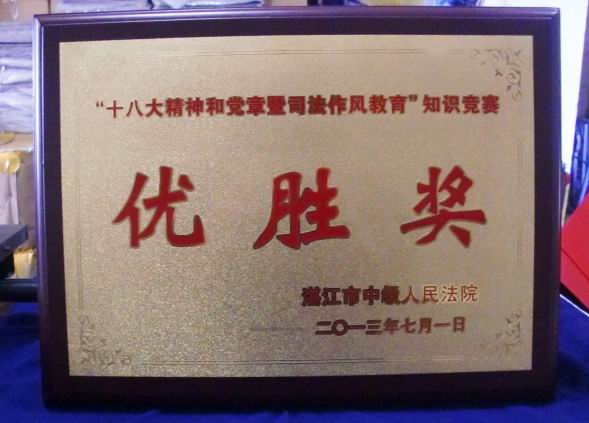 “十八大精神和党章暨司法作风教育”知识竞赛
优胜奖
湛江市中级人民法院
二〇一三年七月一日